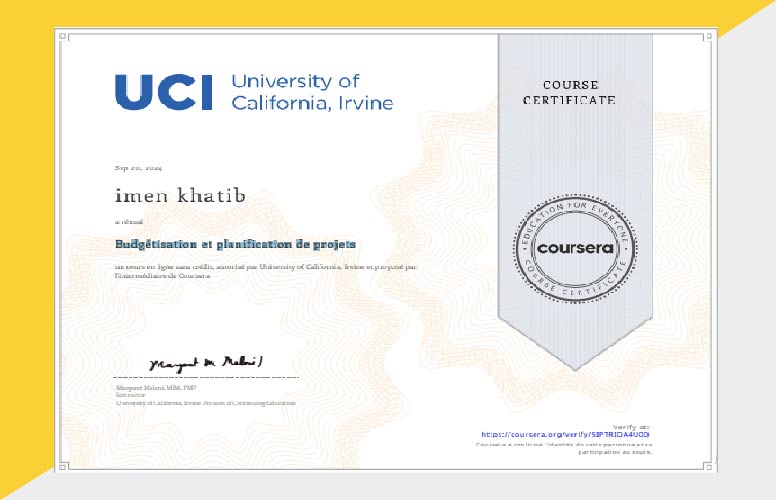 UCI
University of
California, Irvine
COURSE
CERTIFICATE
Sep 20, 2024
imen khatib
a réussi
Budgétisation et planification de projets
un cours en ligne sans crédit, autorisé par University of California, Irvine et proposé par
l'intermédiaire de Coursera
EDUCATION FOR EVERYONE
coursera
COURSE CERTIFICATE
Margaret Meloni, MBA, PMP
Instructor
University of California, Irvine Division of Continuing Education
Verify at:
https://coursera.org/verify/
Coursera a confirmé l'identité de cette personne et sa
participation au cours.